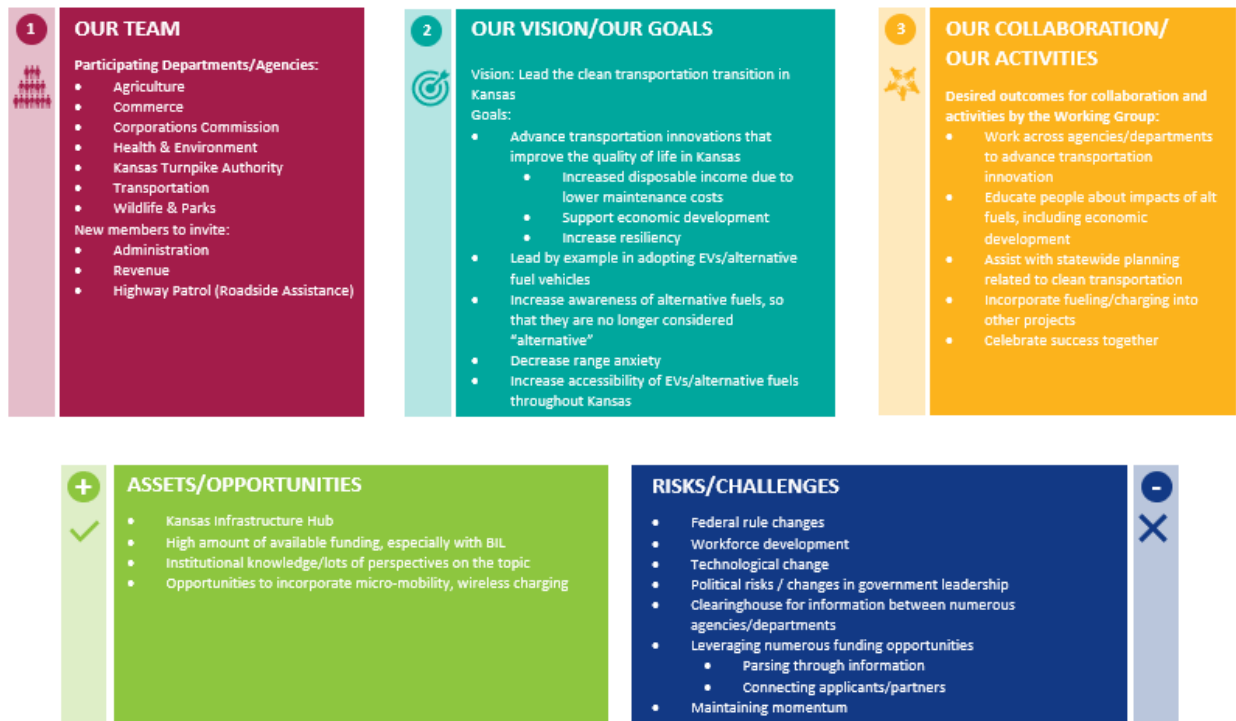 1
OUR TEAM
Participating Departments/Agencies:
• Agriculture
• Commerce
• Corporations Commission
• Health & Environment
• Kansas Turnpike Authority
• Transportation
• Wildlife & Parks
New members to invite:
• Administration
• Revenue
• Highway Patrol (Roadside Assistance)
2
OUR VISION/OUR GOALS
Vision: Lead the clean transportation transition in
Kansas
Goals:
• Advance transportation innovations that
improve the quality of life in Kansas
• Increased disposable income due to
lower maintenance costs
• Support economic development
• Increase resiliency
• Lead by example in adopting EVs/alternative
fuel vehicles
• Increase awareness of alternative fuels, so
that they are no longer considered
“alternative”
• Decrease range anxiety
• Increase accessibility of EVs/alternative fuels
throughout Kansas
3
OUR COLLABORATION/
OUR ACTIVITIES
Desired outcomes for collaboration and
activities by the Working Group:
• Work across agencies/departments
to advance transportation
innovation
• Educate people about impacts of alt
fuels, including economic
development
• Assist with statewide planning
related to clean transportation
• Incorporate fueling/charging into
other projects
• Celebrate success together
+
ASSETS/OPPORTUNITIES
• Kansas Infrastructure Hub
• High amount of available funding, especially with BIL
• Institutional knowledge/lots of perspectives on the topic
• Opportunities to incorporate micro-mobility, wireless charging
RISKS/CHALLENGES
• Federal rule changes
• Workforce development
• Technological change
• Political risks / changes in government leadership
• Clearinghouse for information between numerous
agencies/departments
• Leveraging numerous funding opportunities
• Parsing through information
• Connecting applicants/partners
• Maintaining momentum
-